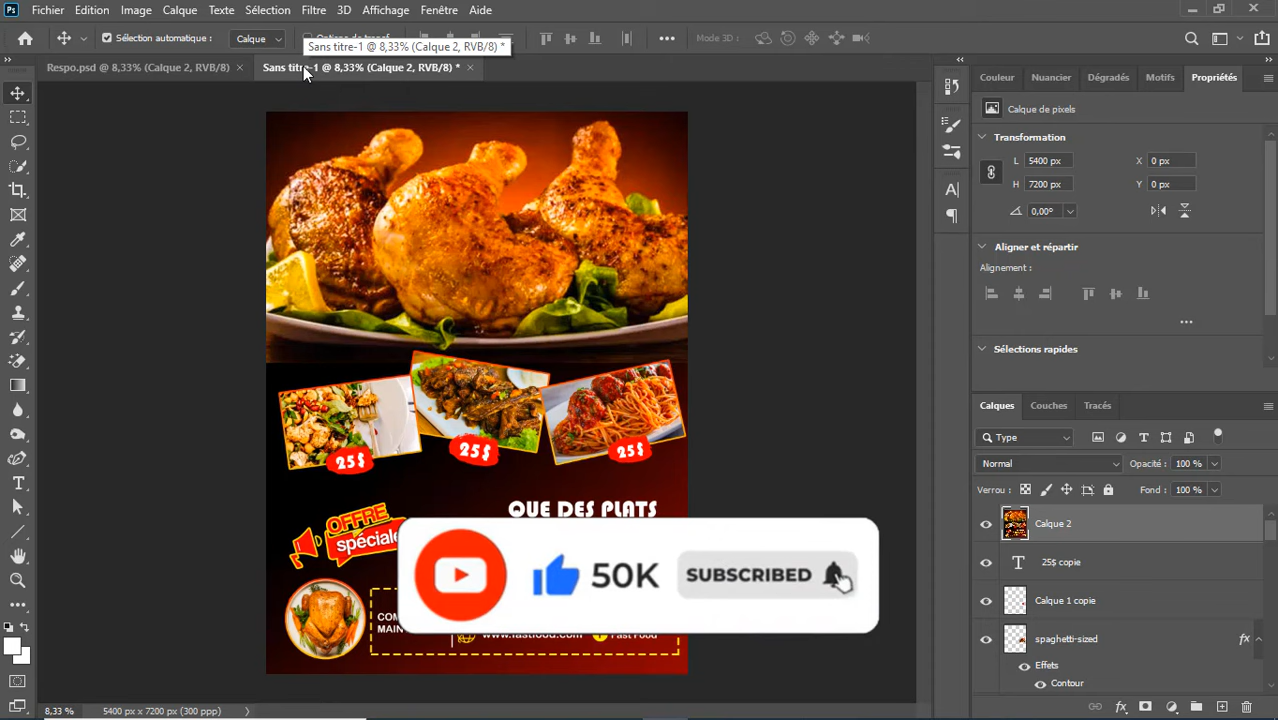 Ps Fichier Edition Image Calque Texte Sélection Filtre 3D Affichage Fenêtre Aide
Sélection automatique : Calque Mode 3D :
Sans titre-1 @ 8,33% (Calque 2, RVB/8) *
Respo.psd @ 8,33% (Calque 2, RVB/8) × Sans titre-1 @ 8,33% (Calque 2, RVB/8) * ×
Couleur Nuancier Dégradés Motifs Propriétés
Calque de pixels
Transformation
L 5400 px X 0 px
H 7200 px Y 0 px
0,00°
Aligner et répartir
Alignement :
Sélections rapides
25$
25$
25$
QUE DES PLATS
OFFRE
spéciale
50K SUBSCRIBED
COM
MAIN
www.fastfood.com Fast Food
Calques Couches Tracés
Type
Normal Opacité : 100 %
Verrou : Fond : 100 %
Calque 2
25$ copie
Calque 1 copie
spaghetti-sized fx
Effets
Contour
8,33 % 5400 px x 7200 px (300 ppp)